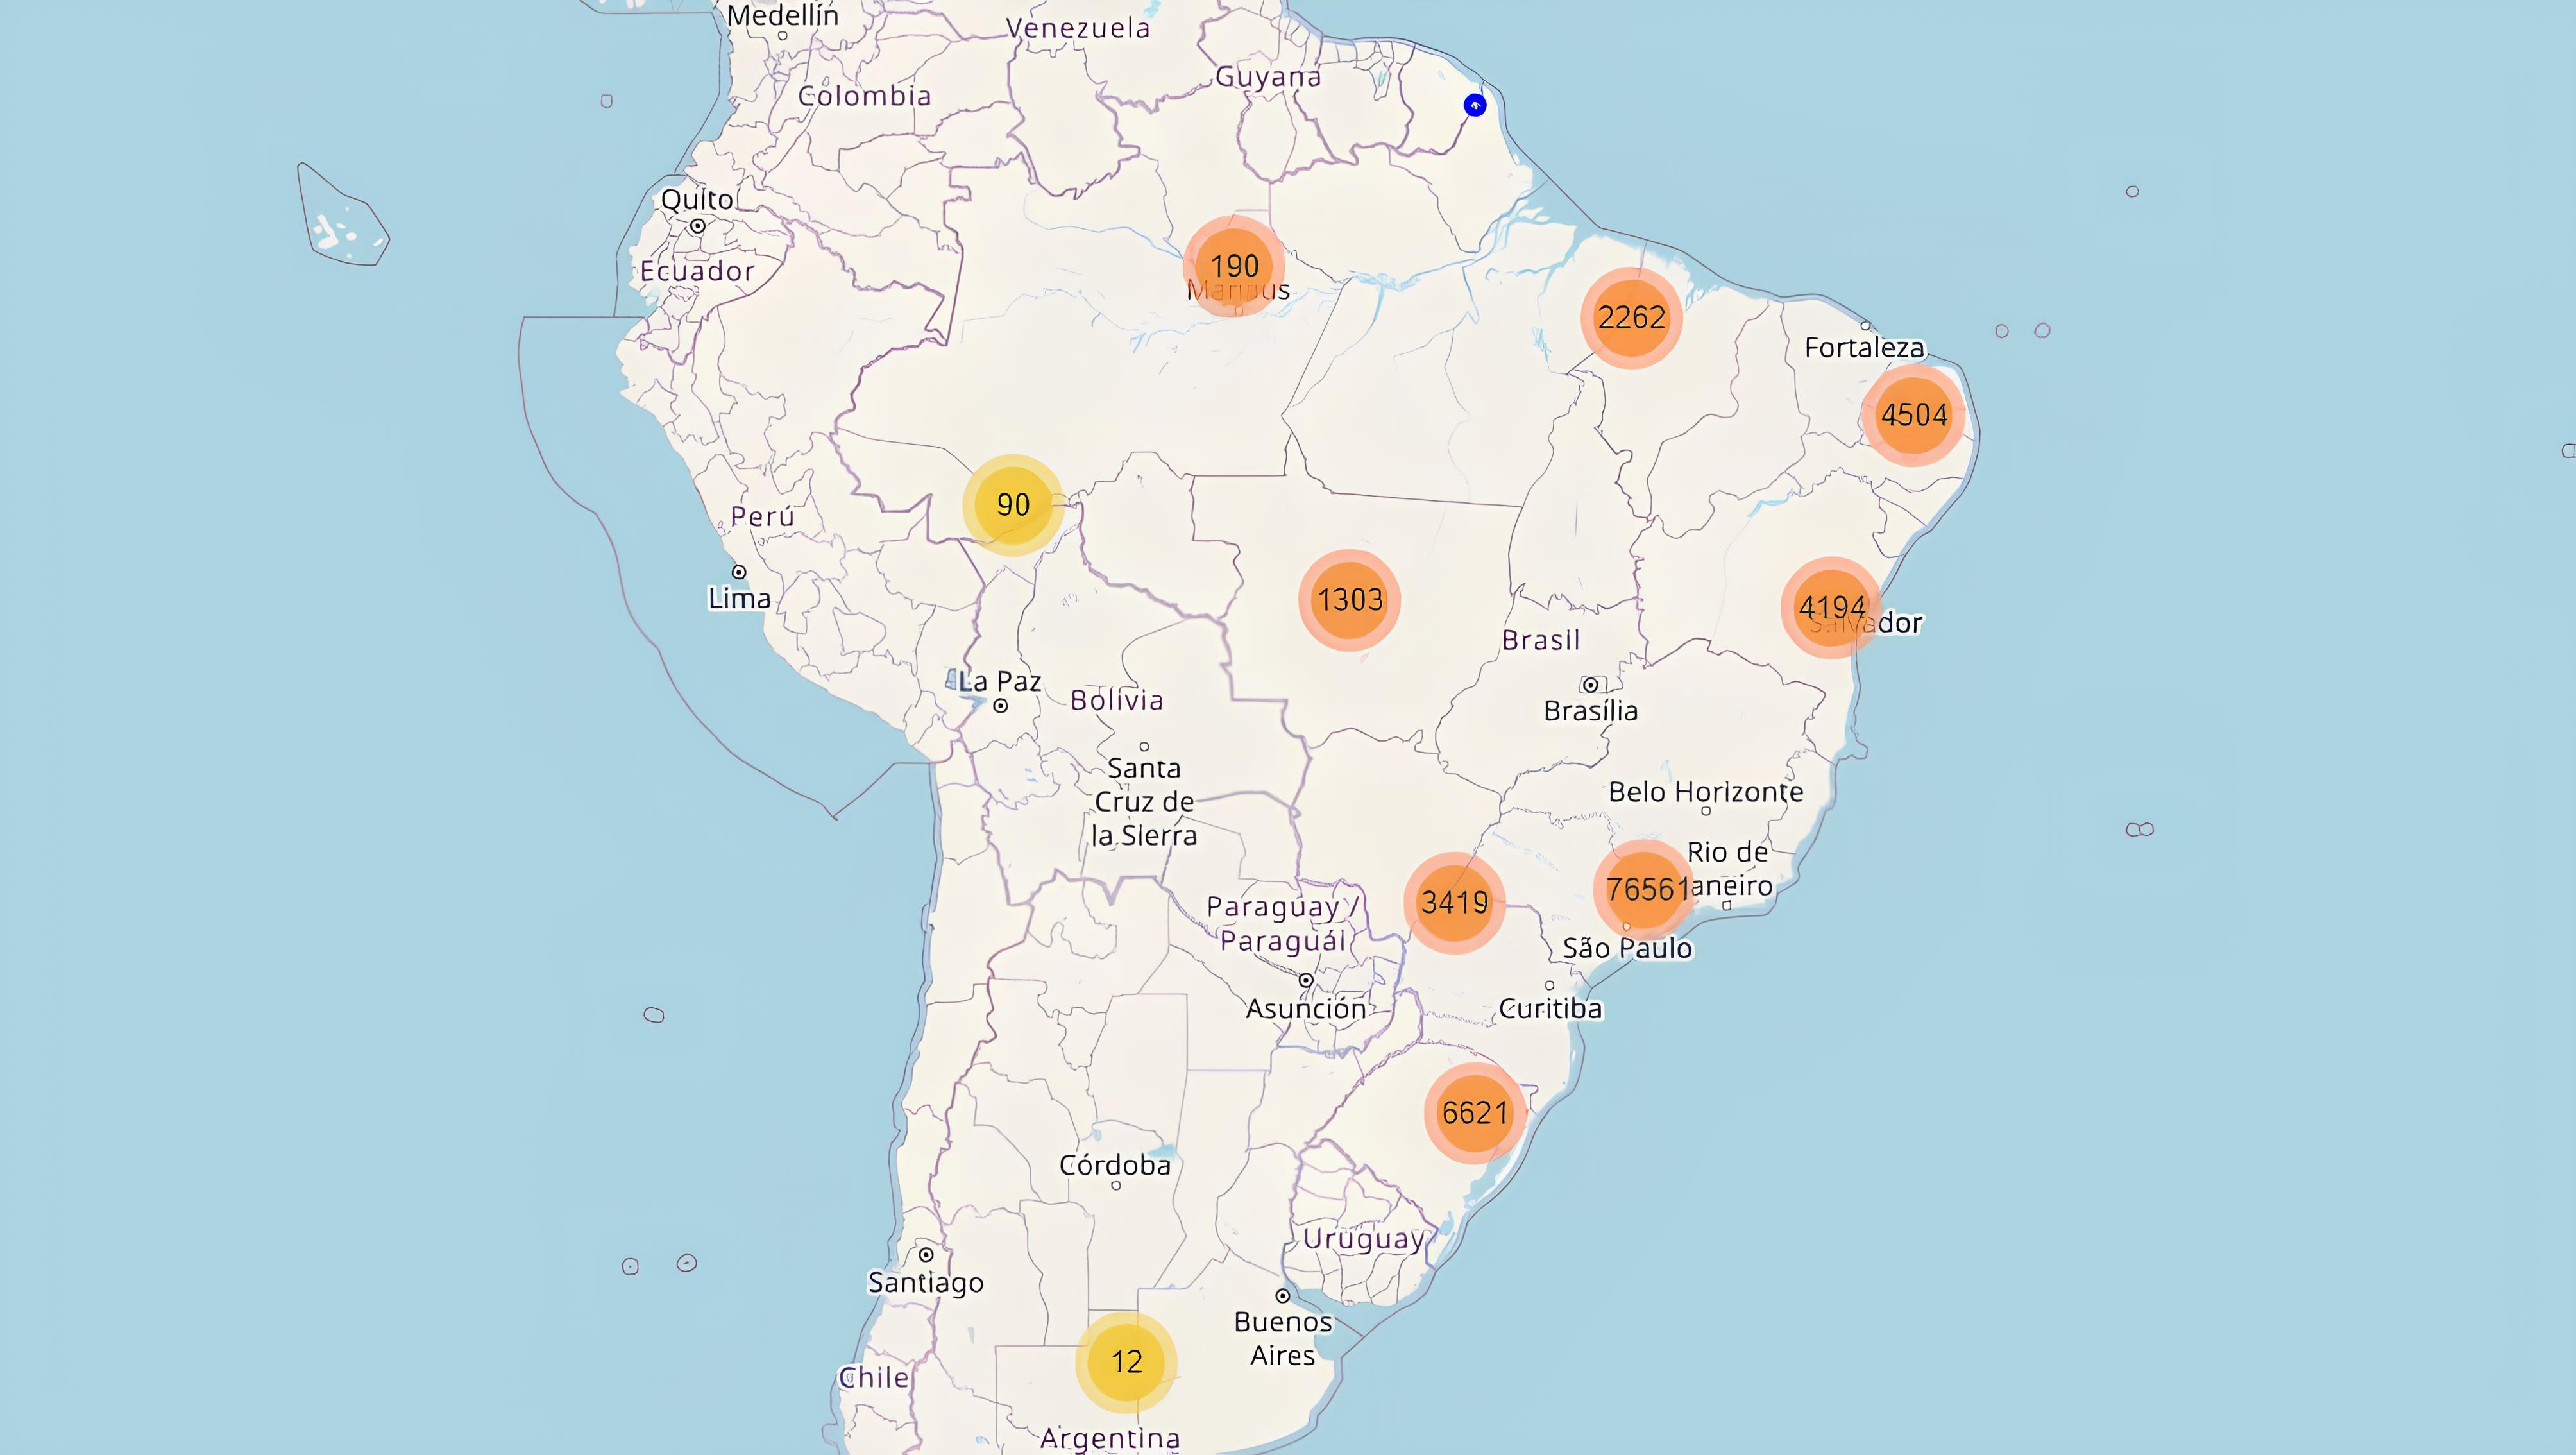 Medellín
Venezuela
Guyana
Colombia
Quito
Ecuador
190
Manaus
2262
Fortaleza
4504
90
Perú
Lima
1303
4194
Salvador
Brasil
La Paz
Bolivia
Brasília
Santa
Cruz de
la Sierra
Belo Horizonte
Rio de
Janeiro
76561
3419
Paraguay /
Paraguái
São Paulo
Asunción
Curitiba
6621
Córdoba
Uruguay
Santiago
Buenos
Aires
12
Chile
Argentina